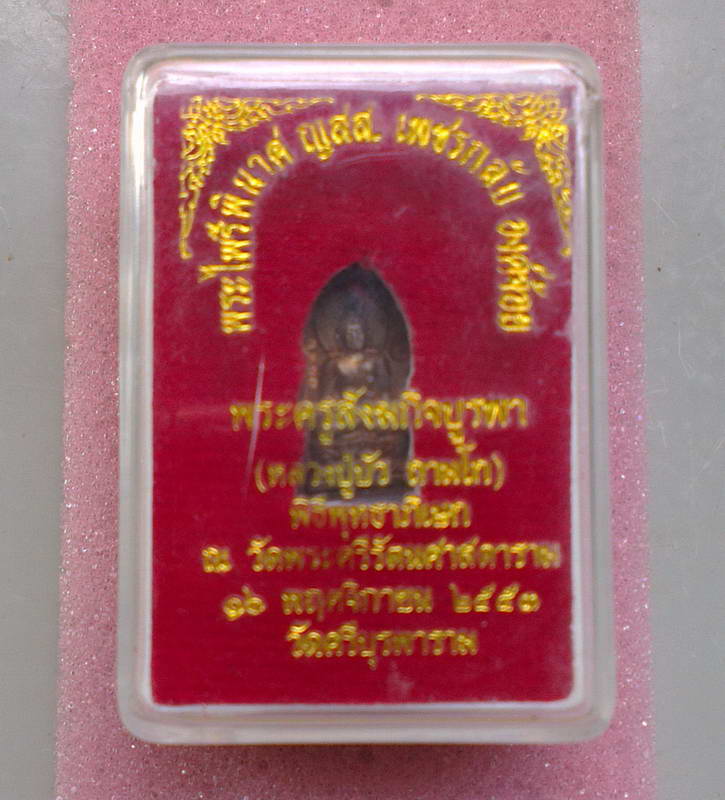 พระไพรีพินาศ ญสส. เพชรกลับ องค์น้อย
พระครูสังฆกิจบูรพา
(หลวงปู่บัว ถามโก)
พิธีพุทธาภิเษก
ณ วัดพระศรีรัตนศาสดาราม
๑๖ พฤศจิกายน ๒๕๕๓
วัดศรีบุรพาราม